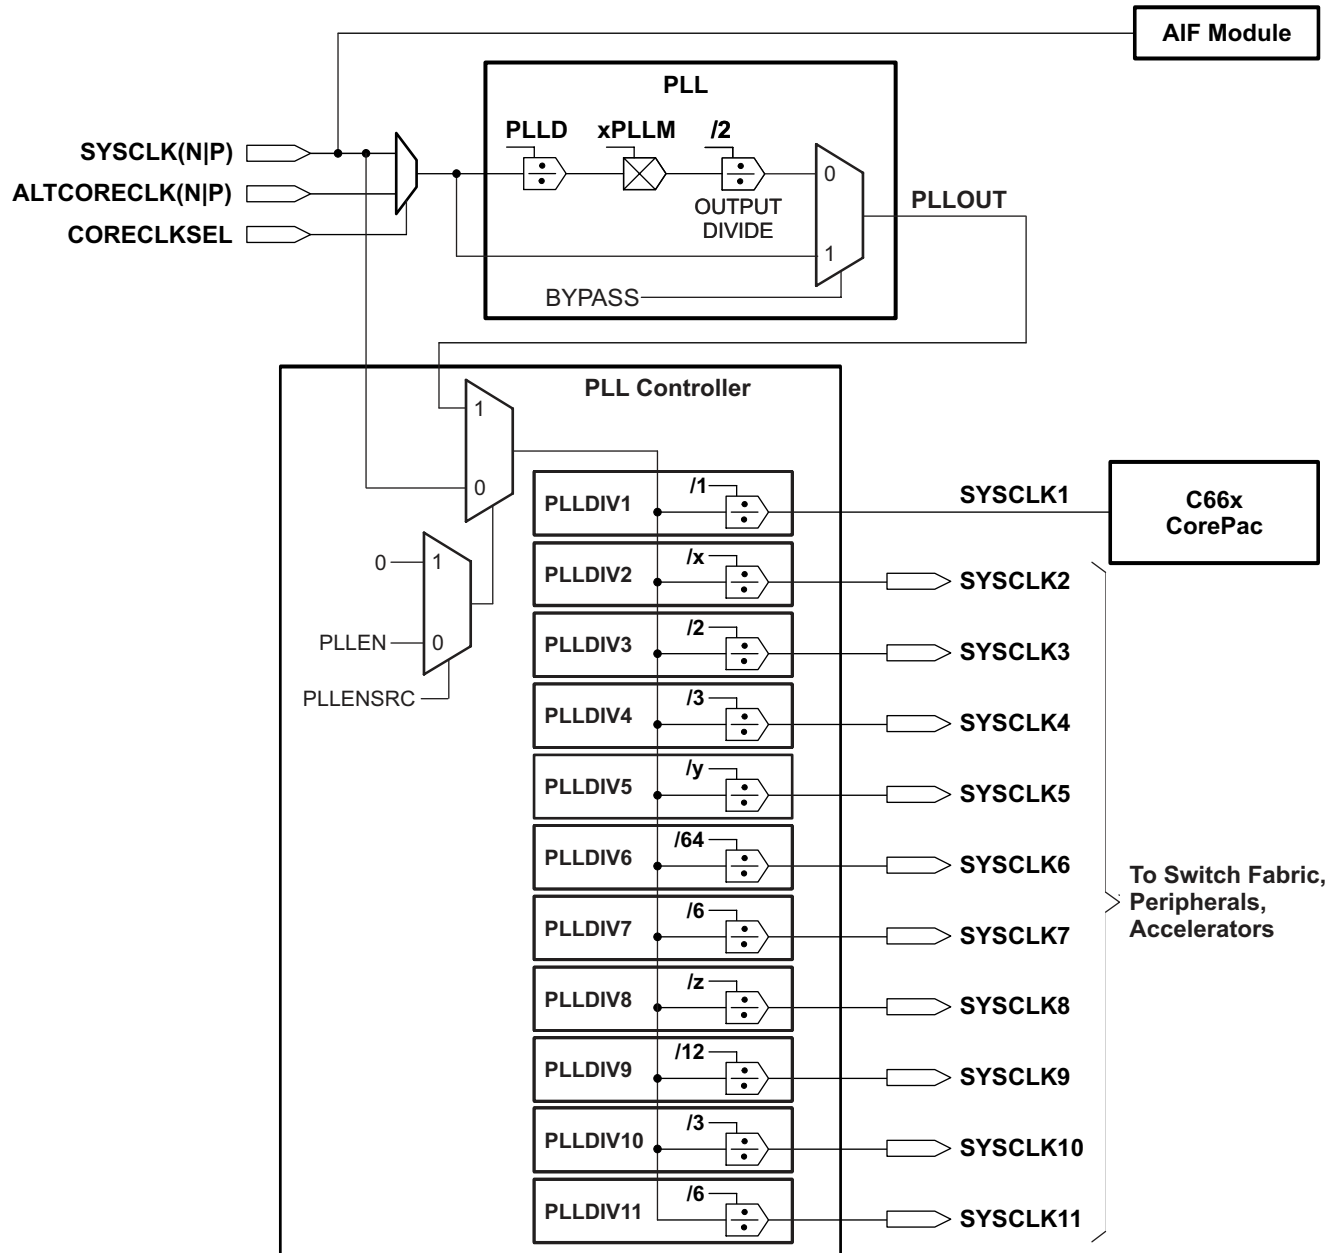 AIF Module
PLL
PLLD xPLLM /2
SYSCLK(N|P)
ALTCORECLK(N|P)
CORECLKSEL
0
OUTPUT
DIVIDE
PLLOUT
1
BYPASS
PLL Controller
1
0
0
1
PLLEN
0
PLLENSRC
PLLDIV1 /1 SYSCLK1
C66x
CorePac
PLLDIV2 /x SYSCLK2
PLLDIV3 /2 SYSCLK3
PLLDIV4 /3 SYSCLK4
PLLDIV5 /y SYSCLK5
PLLDIV6 /64 SYSCLK6
To Switch Fabric,
Peripherals,
Accelerators
PLLDIV7 /6 SYSCLK7
PLLDIV8 /z SYSCLK8
PLLDIV9 /12 SYSCLK9
PLLDIV10 /3 SYSCLK10
PLLDIV11 /6 SYSCLK11